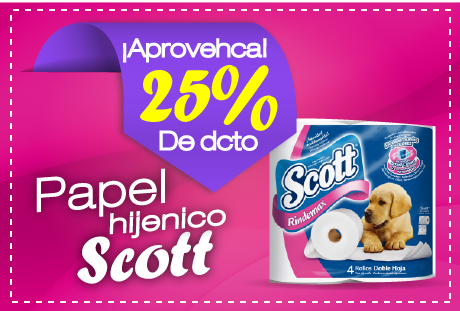 ¡Aprovehca!
25%
De dcto
Papel
hijenico
Scott
Scott
Rindemax
4 Rollos Doble Hoja